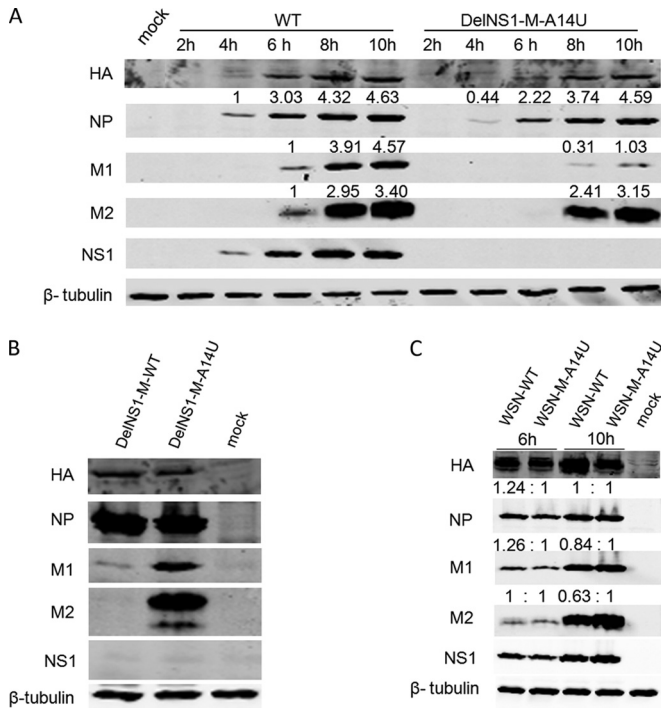 A
WT DelNS1-M-A14U
mock 2h 4h 6 h 8h 10h 2h 4h 6 h 8h 10h
HA
1 3.03 4.32 4.63 0.44 2.22 3.74 4.59
NP
1 3.91 4.57 0.31 1.03
M1
1 2.95 3.40 2.41 3.15
M2
NS1
β- tubulin
B
DelNS1-M-WT DelNS1-M-A14U mock
HA
NP
M1
M2
NS1
β-tubulin
C
WSN-WT WSN-M-A14U WSN-WT WSN-M-A14U mock
6h 10h
HA
1.24 : 1 1 : 1
NP
1.26 : 1 0.84 : 1
M1
1 : 1 0.63 : 1
M2
NS1
β- tubulin